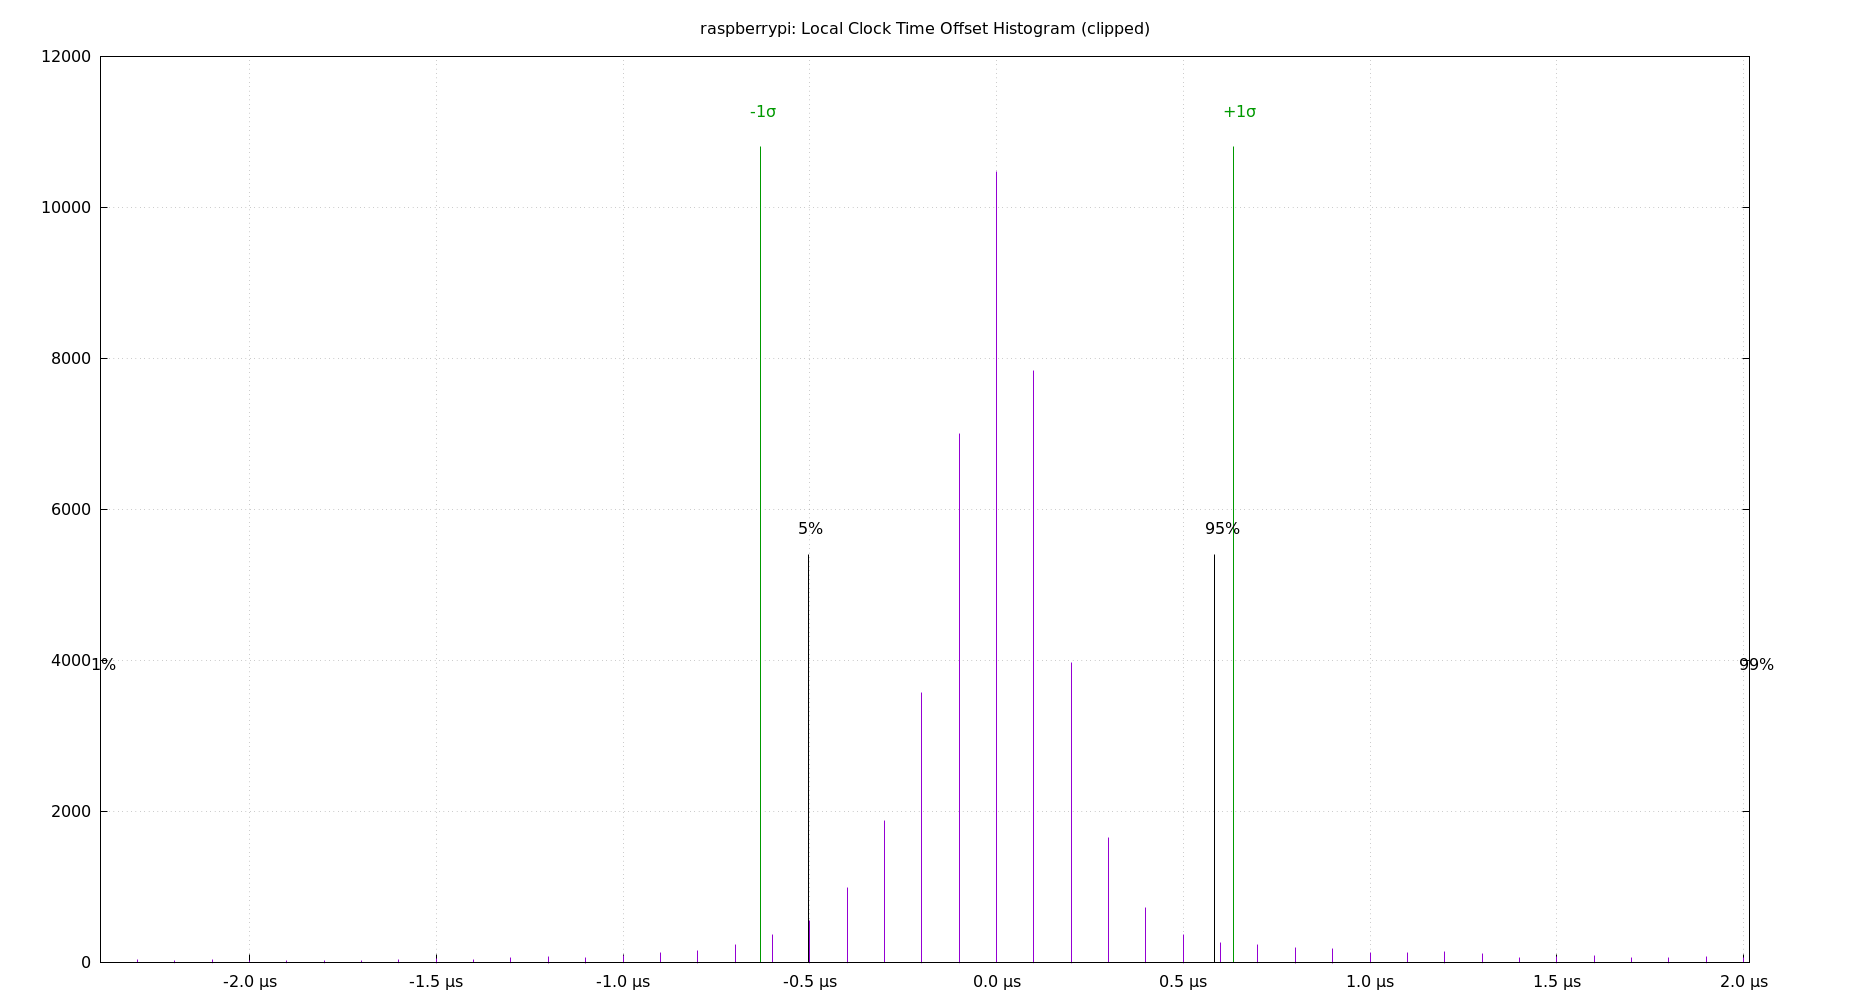 raspberrypi: Local Clock Time Offset Histogram (clipped)
12000
-1σ
+1σ
10000
8000
6000
5%
95%
4000
1%
99%
2000
0
-2.0 µs
-1.5 µs
-1.0 µs
-0.5 µs
0.0 µs
0.5 µs
1.0 µs
1.5 µs
2.0 µs